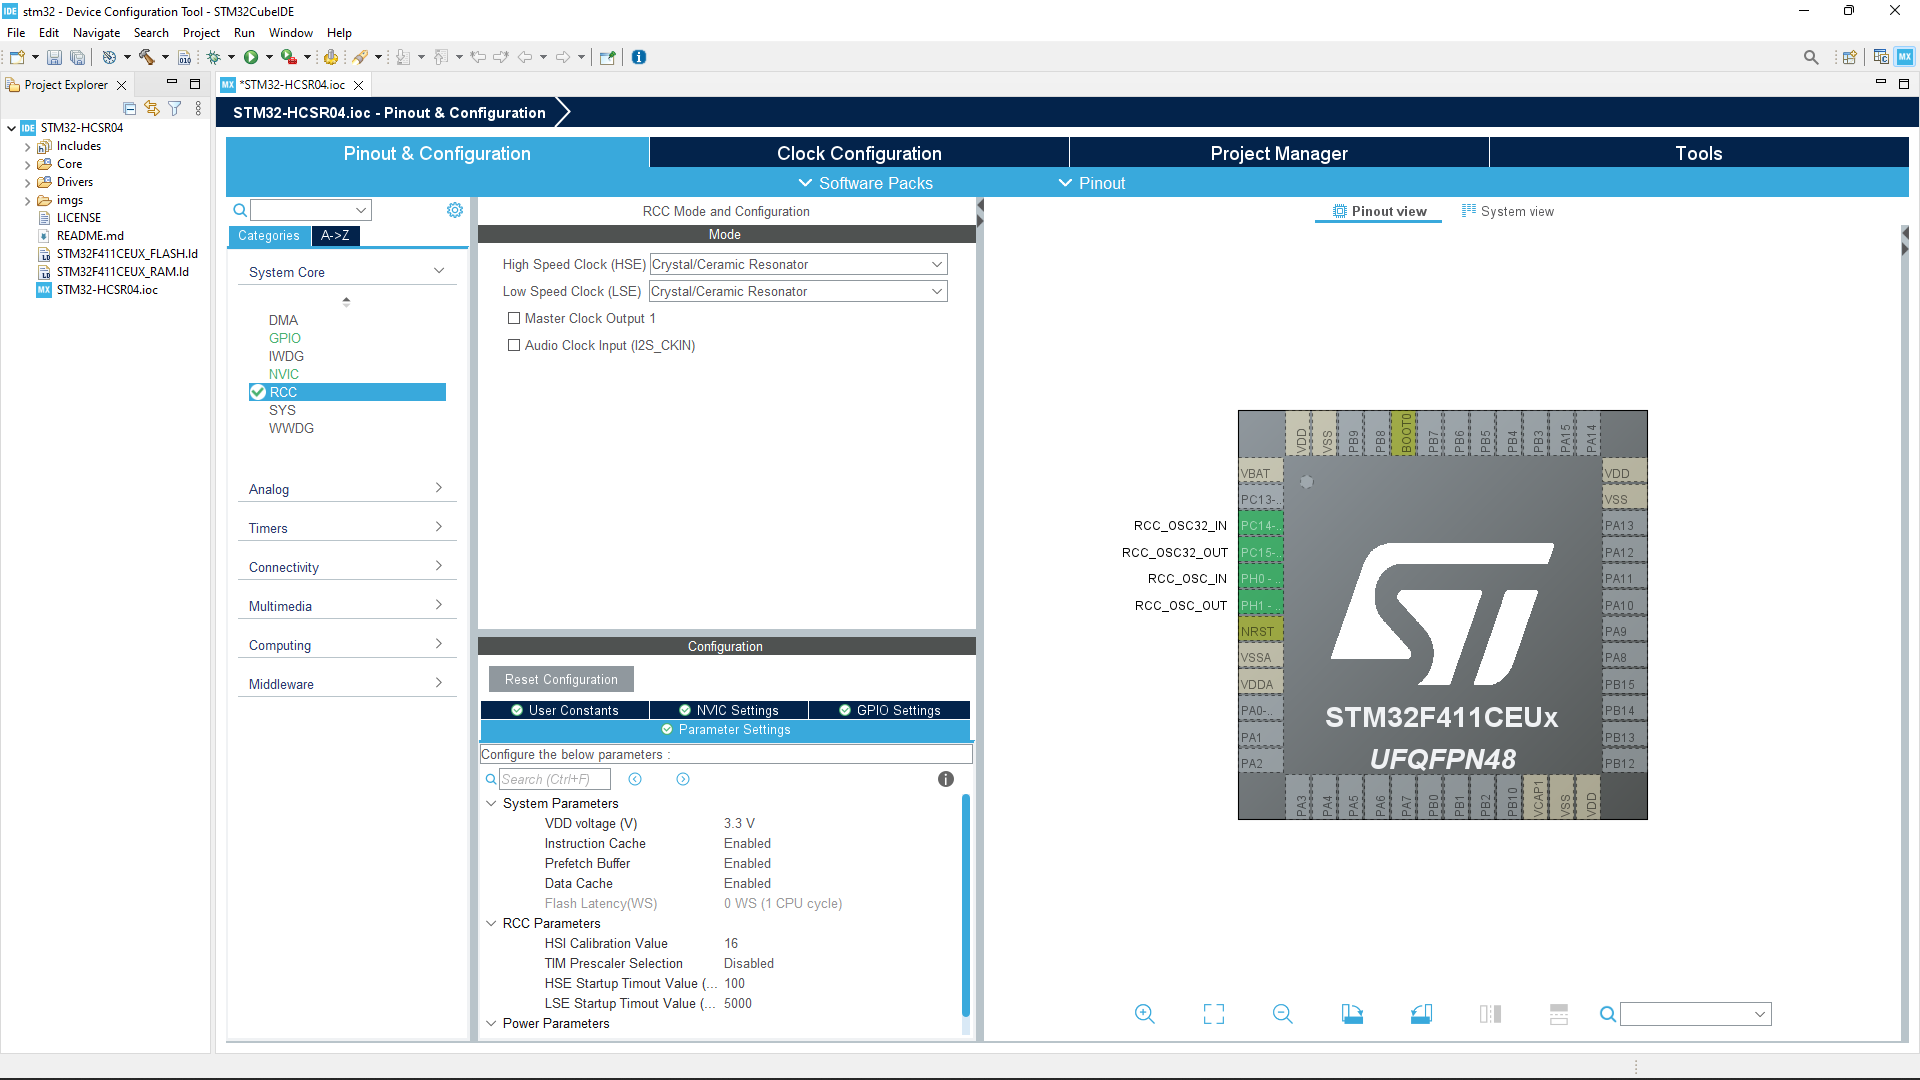 stm32 - Device Configuration Tool - STM32CubeIDE
File Edit Navigate Search Project Run Window Help
Project Explorer
*STM32-HCSR04.ioc
STM32-HCSR04.ioc - Pinout & Configuration
STM32-HCSR04
Includes
Core
Drivers
imgs
LICENSE
README.md
STM32F411CEUX_FLASH.ld
STM32F411CEUX_RAM.ld
STM32-HCSR04.ioc
Pinout & Configuration
Clock Configuration
Project Manager
Tools
Software Packs
Pinout
Categories
A->Z
System Core
DMA
GPIO
IWDG
NVIC
RCC
SYS
WWDG
Analog
Timers
Connectivity
Multimedia
Computing
Middleware
RCC Mode and Configuration
Mode
High Speed Clock (HSE) Crystal/Ceramic Resonator
Low Speed Clock (LSE) Crystal/Ceramic Resonator
Master Clock Output 1
Audio Clock Input (I2S_CKIN)
Configuration
Reset Configuration
User Constants
NVIC Settings
GPIO Settings
Parameter Settings
Configure the below parameters :
Search (Ctrl+F)
System Parameters
VDD voltage (V) 3.3 V
Instruction Cache Enabled
Prefetch Buffer Enabled
Data Cache Enabled
Flash Latency(WS) 0 WS (1 CPU cycle)
RCC Parameters
HSI Calibration Value 16
TIM Prescaler Selection Disabled
HSE Startup Timout Value (... 100
LSE Startup Timout Value (... 5000
Power Parameters
Pinout view
System view
VDD
VSS
PB9
PB8
BOOT0
PB7
PB6
PB5
PB4
PB3
PA15
PA14
VBAT
PC13-..
RCC_OSC32_IN PC14-..
RCC_OSC32_OUT PC15-..
RCC_OSC_IN PH0 - ..
RCC_OSC_OUT PH1 - ..
NRST
VSSA
VDDA
PA0-..
PA1
PA2
ST
STM32F411CEUx
UFQFPN48
VDD
VSS
PA13
PA12
PA11
PA10
PA9
PA8
PB15
PB14
PB13
PB12
PA3
PA4
PA5
PA6
PA7
PB0
PB1
PB2
PB10
VCAP1
VSS
VDD